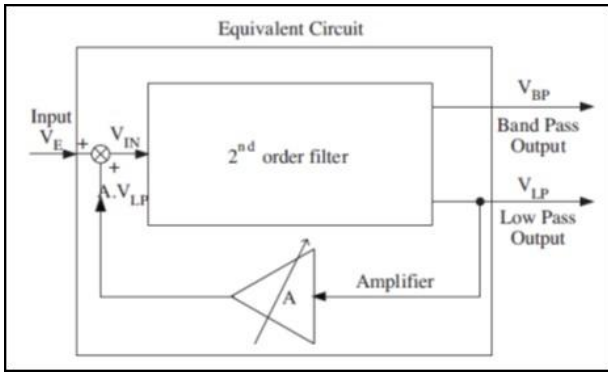 Equivalent Circuit
Input
V_E
+
V_IN
+
A.V_LP
2^nd order filter
V_BP
Band Pass
Output
V_LP
Low Pass
Output
Amplifier
A